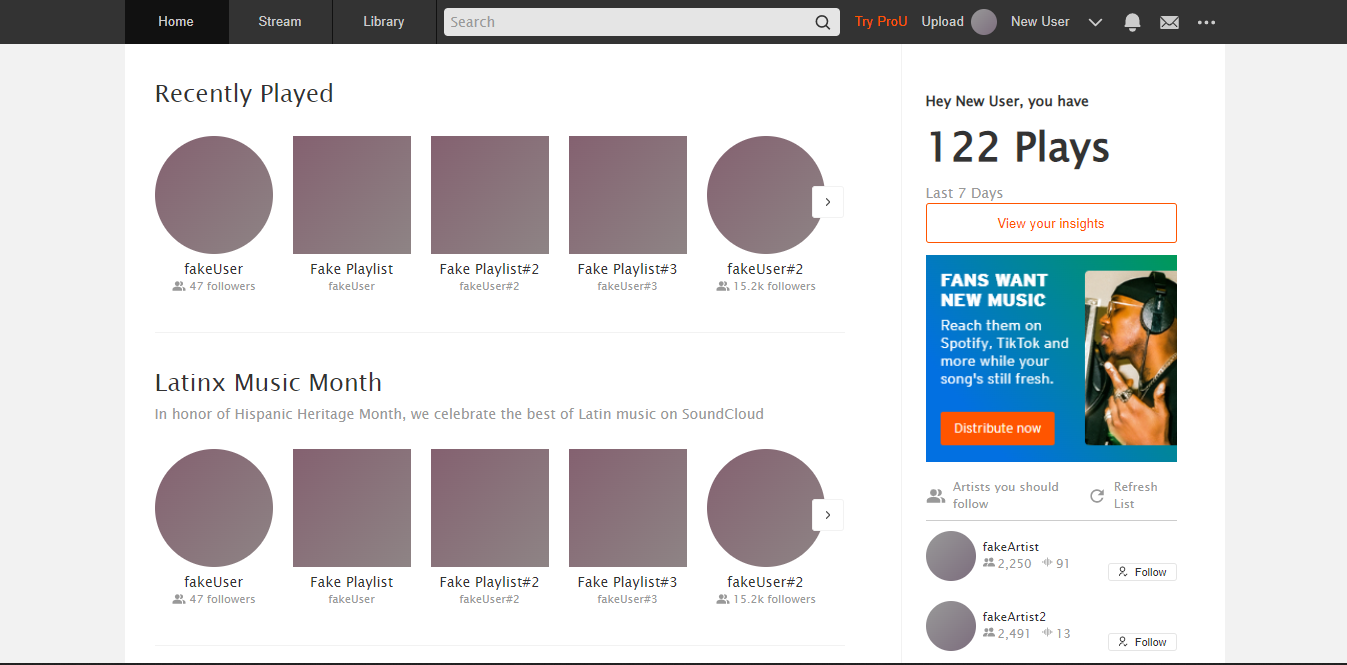 Home
Stream
Library
Search
Try ProU
Upload
New User
Recently Played
fakeUser
47 followers
Fake Playlist
fakeUser
Fake Playlist#2
fakeUser#2
Fake Playlist#3
fakeUser#3
fakeUser#2
15.2k followers
Latinx Music Month
In honor of Hispanic Heritage Month, we celebrate the best of Latin music on SoundCloud
fakeUser
47 followers
Fake Playlist
fakeUser
Fake Playlist#2
fakeUser#2
Fake Playlist#3
fakeUser#3
fakeUser#2
15.2k followers
Hey New User, you have
122 Plays
Last 7 Days
View your insights
FANS WANT
NEW MUSIC
Reach them on
Spotify, TikTok and
more while your
song's still fresh.
Distribute now
Artists you should
follow
Refresh
List
fakeArtist
2,250 91
Follow
fakeArtist2
2,491 13
Follow